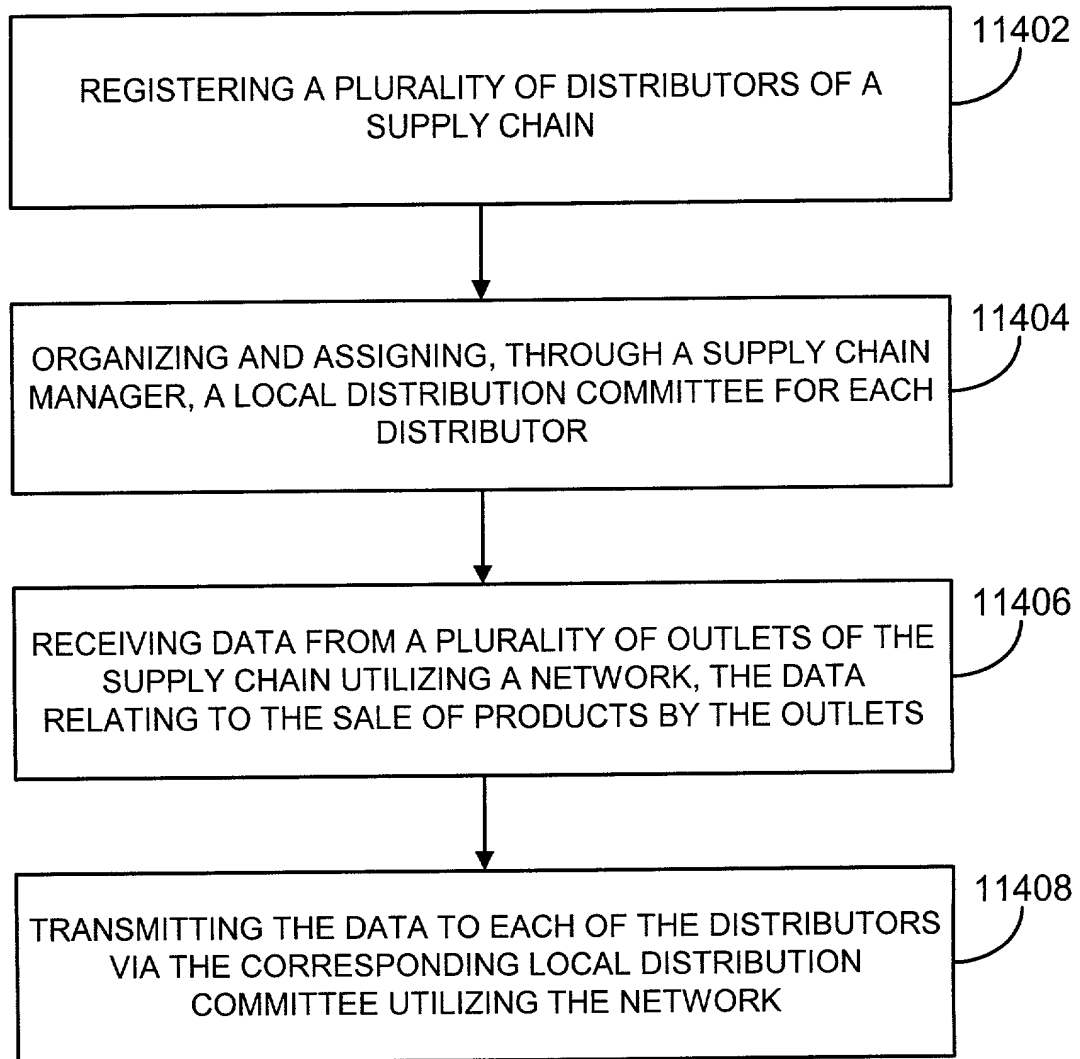 11402
REGISTERING A PLURALITY OF DISTRIBUTORS OF A
SUPPLY CHAIN
11404
ORGANIZING AND ASSIGNING, THROUGH A SUPPLY CHAIN
MANAGER, A LOCAL DISTRIBUTION COMMITTEE FOR EACH
DISTRIBUTOR
11406
RECEIVING DATA FROM A PLURALITY OF OUTLETS OF THE
SUPPLY CHAIN UTILIZING A NETWORK, THE DATA
RELATING TO THE SALE OF PRODUCTS BY THE OUTLETS
11408
TRANSMITTING THE DATA TO EACH OF THE DISTRIBUTORS
VIA THE CORRESPONDING LOCAL DISTRIBUTION
COMMITTEE UTILIZING THE NETWORK